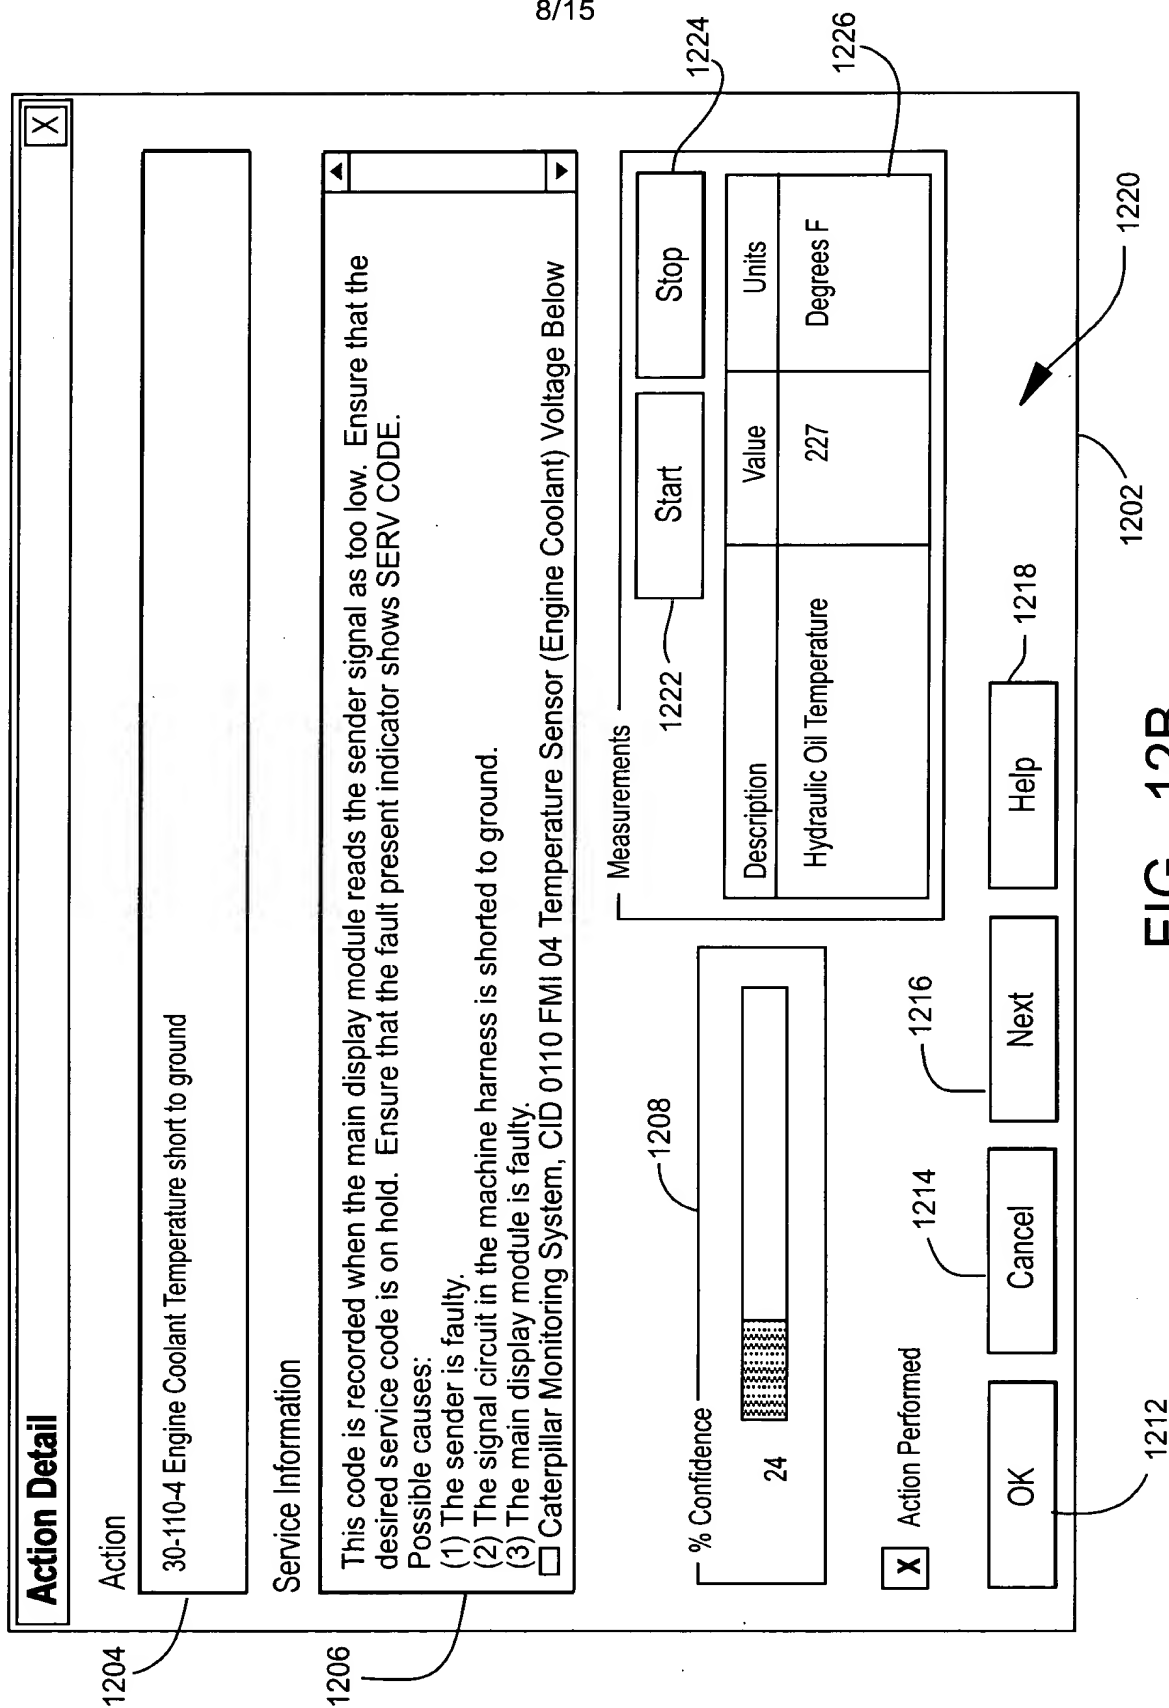 8/15
Action Detail
X
Action
1204
30-110-4 Engine Coolant Temperature short to ground
Service Information
1206
This code is recorded when the main display module reads the sender signal as too low. Ensure that the
desired service code is on hold. Ensure that the fault present indicator shows SERV CODE.
Possible causes:
(1) The sender is faulty.
(2) The signal circuit in the machine harness is shorted to ground.
(3) The main display module is faulty.
Caterpillar Monitoring System, CID 0110 FMI 04 Temperature Sensor (Engine Coolant) Voltage Below
% Confidence
24
1208
Measurements
1222
Start
Stop
1224
Description
Value
Units
Hydraulic Oil Temperature
227
Degrees F
1226
X
Action Performed
OK
1212
Cancel
1214
Next
1216
Help
1218
1202
1220
FIG. 12B